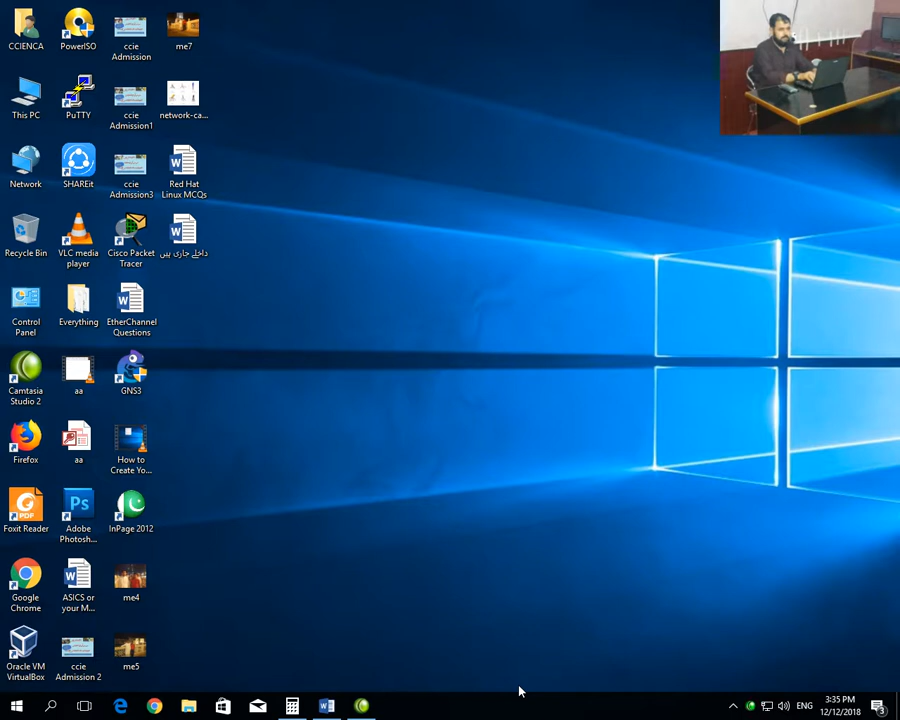 CCIENCA
PowerISO
ccie
Admission
me7
This PC
PuTTY
ccie
Admission1
network-ca...
Network
SHAREit
ccie
Admission3
Red Hat
Linux MCQs
Recycle Bin
VLC media
player
Cisco Packet
Tracer
داخلے جاری ہیں
Control
Panel
Everything
EtherChannel
Questions
Camtasia
Studio 2
aa
GNS3
Firefox
aa
How to
Create Yo...
Foxit Reader
Adobe
Photosh...
InPage 2012
Google
Chrome
ASICS or
your M...
me4
Oracle VM
VirtualBox
ccie
Admission 2
me5
ENG
3:35 PM
12/12/2018
3